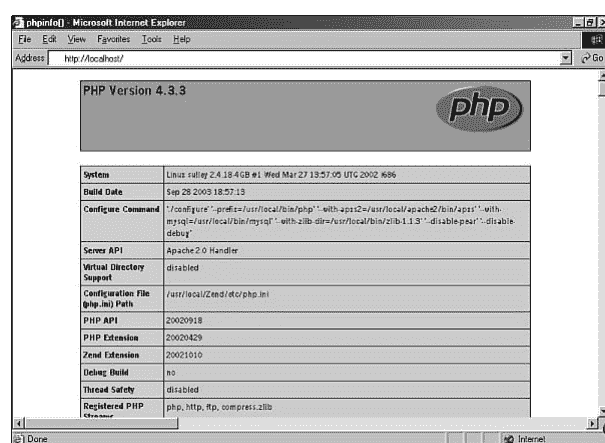 phpinfo() - Microsoft Internet Explorer
File Edit View Favorites Tools Help
Address http://localhost/ Go
PHP Version 4.3.3
php
System Linux sulley 2.4.18-4GB #1 Wed Mar 27 13:57:05 UTC 2002 i686
Build Date Sep 28 2003 18:57:13
Configure Command './configure' '--prefix=/usr/local/bin/php' '--with-apxs2=/usr/local/apache2/bin/apxs' '--with-
mysql=/usr/local/bin/mysql' '--with-zlib-dir=/usr/local/bin/zlib-1.1.3' '--disable-pear' '--disable-
debug'
Server API Apache 2.0 Handler
Virtual Directory disabled
Support
Configuration File /usr/local/Zend/etc/php.ini
(php.ini) Path
PHP API 20020918
PHP Extension 20020429
Zend Extension 20021010
Debug Build no
Thread Safety disabled
Registered PHP php, http, ftp, compress.zlib
Streams
Done Internet